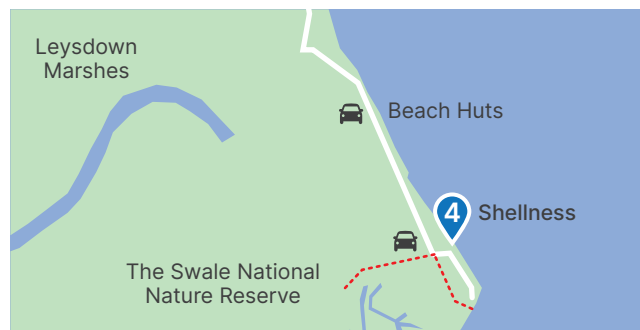 Leysdown
Marshes
Beach Huts
4
Shellness
The Swale National
Nature Reserve